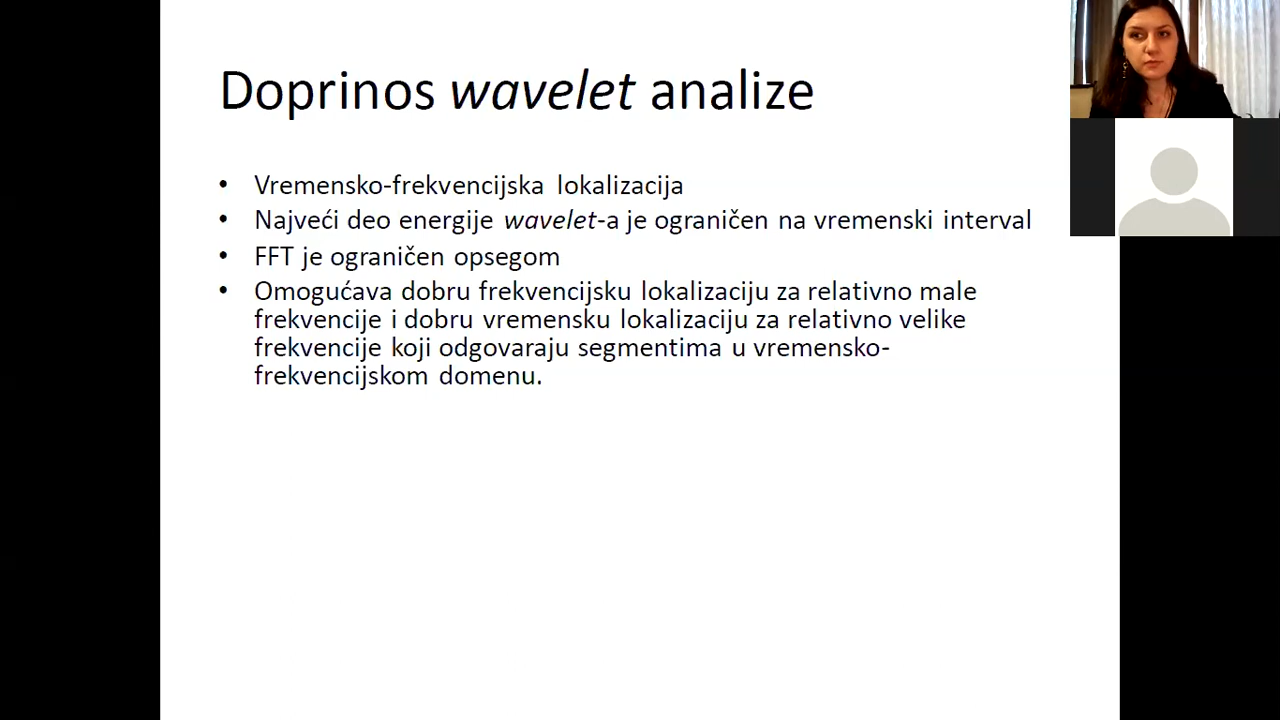 Doprinos wavelet analize
• Vremensko-frekvencijska lokalizacija
• Najveći deo energije wavelet-a je ograničen na vremenski interval
• FFT je ograničen opsegom
• Omogućava dobru frekvencijsku lokalizaciju za relativno male
frekvencije i dobru vremensku lokalizaciju za relativno velike
frekvencije koji odgovaraju segmentima u vremensko-
frekvencijskom domenu.